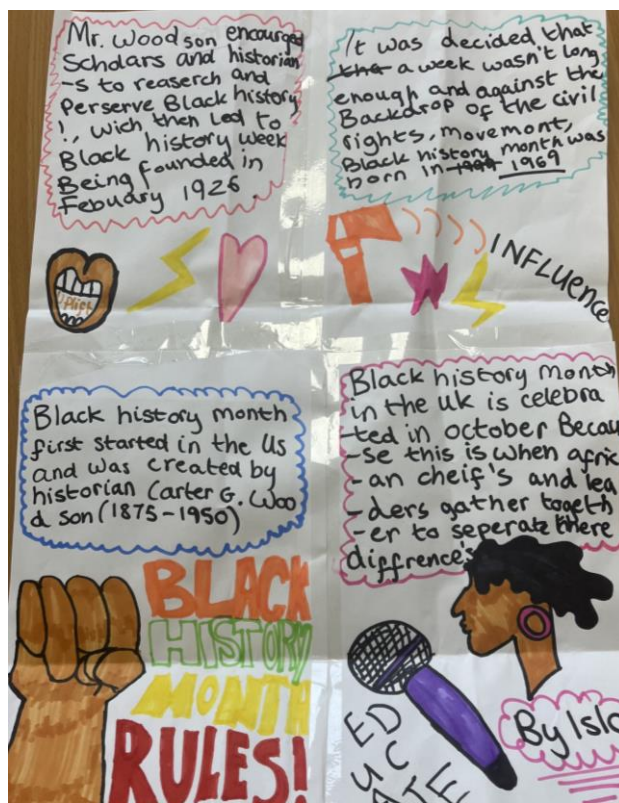 Mr. Woodson encouraged
Scholars and historian
-s to reaserch and
Perserve Black history
!, wich then Led to
Black history week
Being founded in
Febuary 1926.
It was decided that
a week wasn't long
enough and against the
Backdrop of the civil
rights, movemont,
Black history month was
born in 1969
uplift
INFLUENCE
Black history month
first started in the US
and was created by
historian Carter G. Woo
d son (1875-1950)
Black history month
in the uk is celebra
-ted in october Becau
-se this is when afric
-an cheif's and lea
-ders gather togeth
-er to seperate there
diffrences
BLACK
HISTORY
MONTH
RULES!
ED
UC
ATE
By Isla